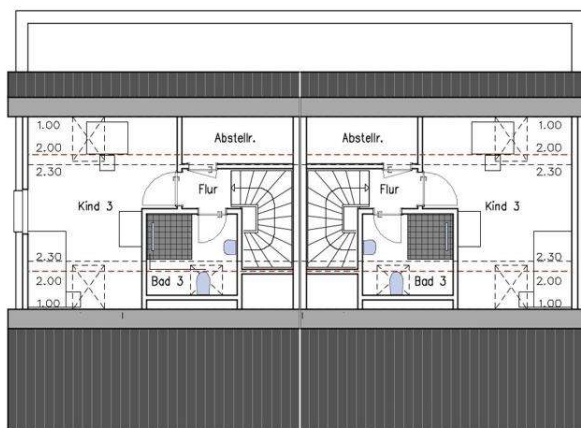 1.00 Abstellr. Abstellr. 1.00
2.00 2.00
2.30 2.30
Flur Flur
Kind 3 Kind 3
2.30 2.30
2.00 Bad 3 Bad 3 2.00
1.00 1.00